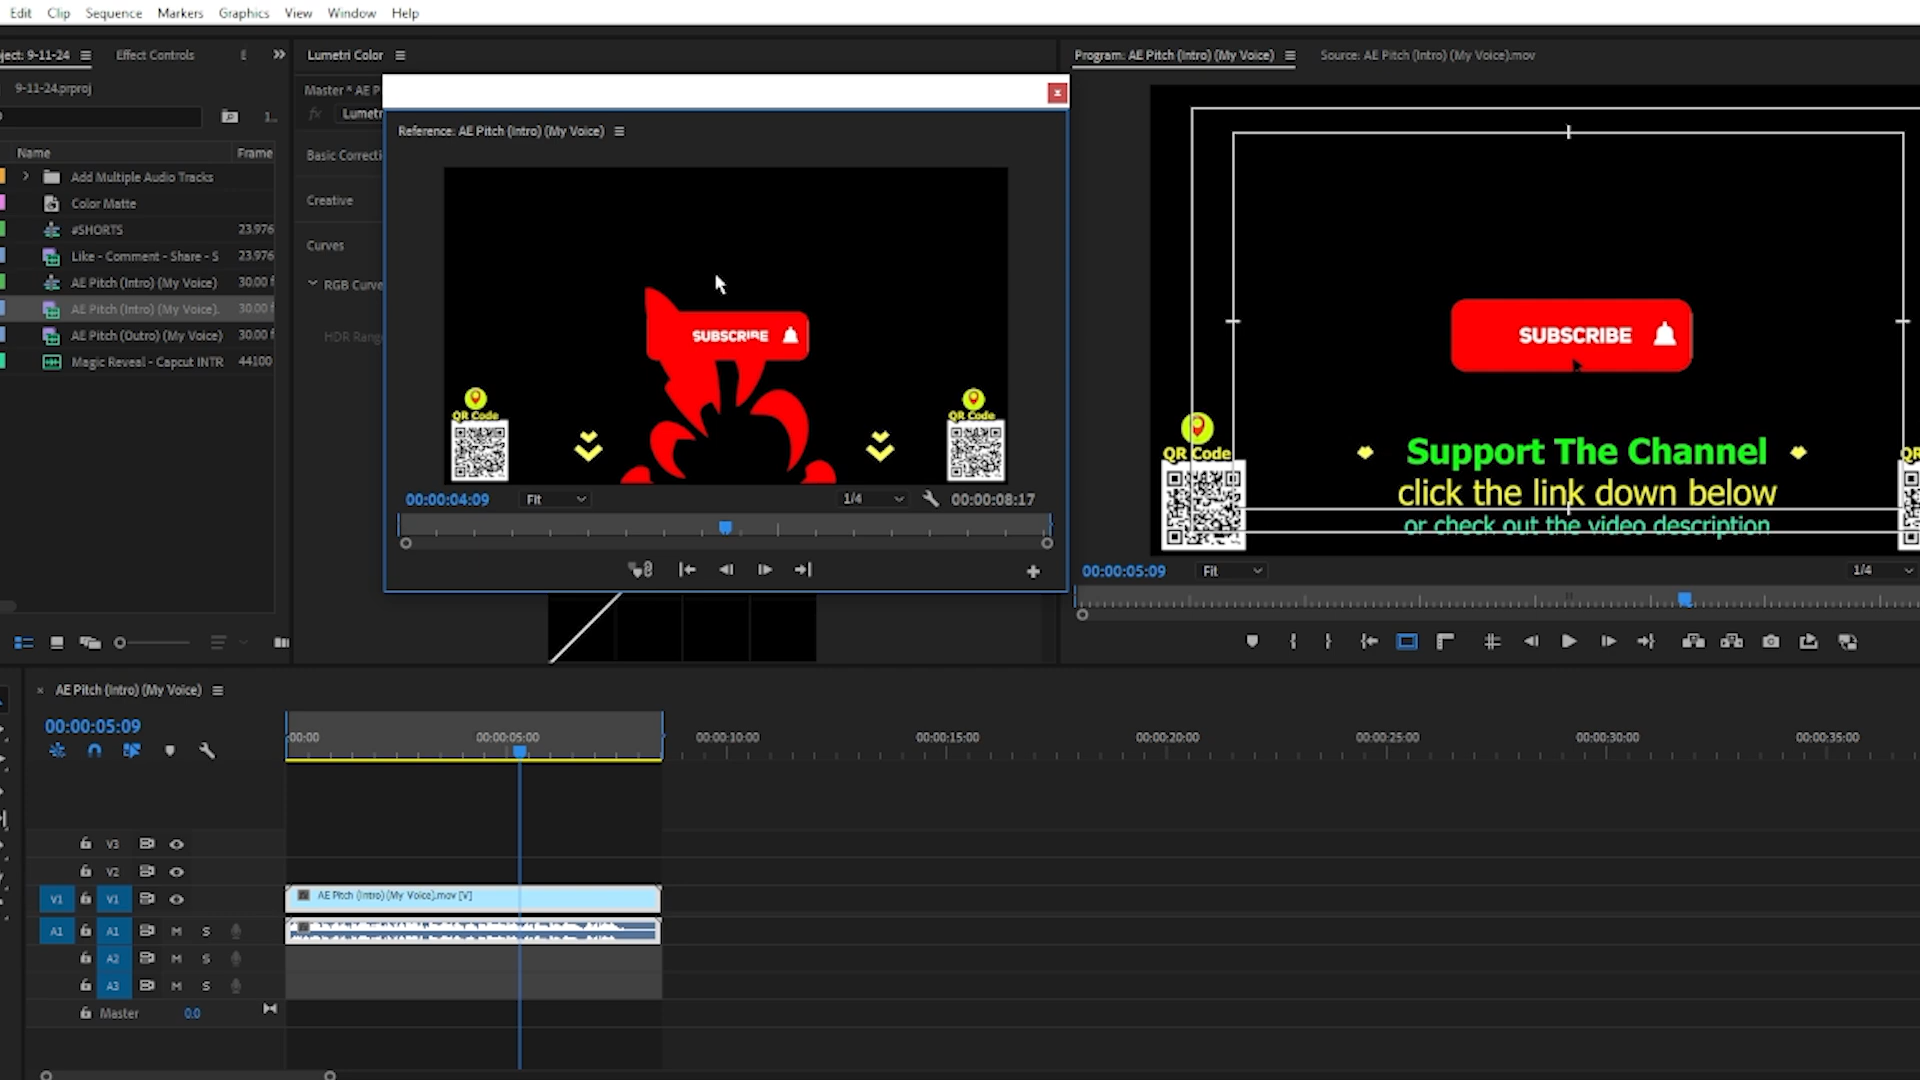 Edit Clip Sequence Markers Graphics View Window Help
ject: 9-11-24
Effect Controls
Lumetri Color
Program: AE Pitch (Intro) (My Voice)
Source: AE Pitch (Intro) (My Voice).mov
9-11-24.prproj
Master * AE P
fx Lumetr
Reference: AE Pitch (Intro) (My Voice)
Name Frame
Basic Correcti
Add Multiple Audio Tracks
Creative
Color Matte
#SHORTS 23.976
Curves
Like - Comment - Share - S 23.976
AE Pitch (Intro) (My Voice) 30.00 f
RGB Curve
AE Pitch (Intro) (My Voice). 30.00
AE Pitch (Outro) (My Voice) 30.00 f
HDR Rang
Magic Reveal - Capcut INTR 44100
SUBSCRIBE
QR Code
QR Code
00:00:04:09 Fit 1/4 00:00:08:17
SUBSCRIBE
Support The Channel
QR Code
QR
click the link down below
or check out the video description
00:00:05:09 Fit 1/4
AE Pitch (Intro) (My Voice)
00:00:05:09
:00:00 00:00:05:00 00:00:10:00 00:00:15:00 00:00:20:00 00:00:25:00 00:00:30:00 00:00:35:00
V3
V2
V1 V1
AE Pitch (Intro) (My Voice).mov [V]
A1 A1 M S
A2 M S
A3 M S
Master 0.0